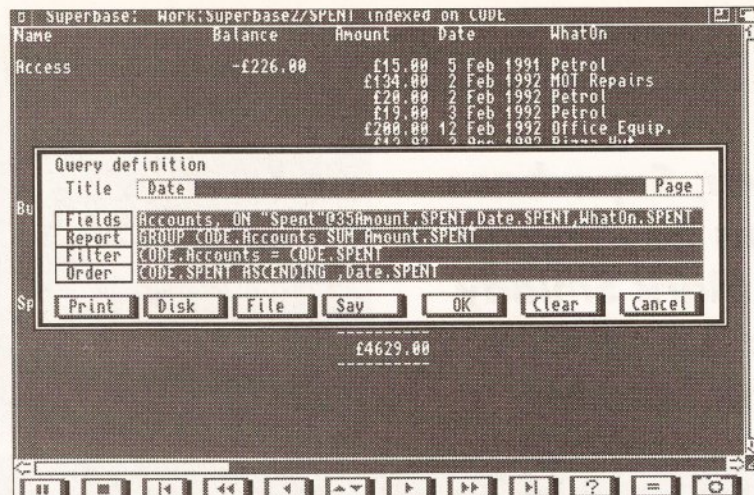 Superbase: Work:Superbase2/SPENT indexed on CODE
Name Balance Amount Date WhatOn
Access -£226.00 £15.00 5 Feb 1991 Petrol
£134.00 2 Feb 1992 MOT Repairs
£20.00 2 Feb 1992 Petrol
£19.00 3 Feb 1992 Petrol
£200.00 12 Feb 1992 Office Equip.
Query definition
Title Date Page
Bu
Fields Accounts, ON "Spent"@35Amount.SPENT,Date.SPENT,WhatOn.SPENT
Report GROUP CODE.Accounts SUM Amount.SPENT
Filter CODE.Accounts = CODE.SPENT
Order CODE.SPENT ASCENDING ,Date.SPENT
Sp
Print Disk File Say OK Clear Cancel
£4629.00
? =